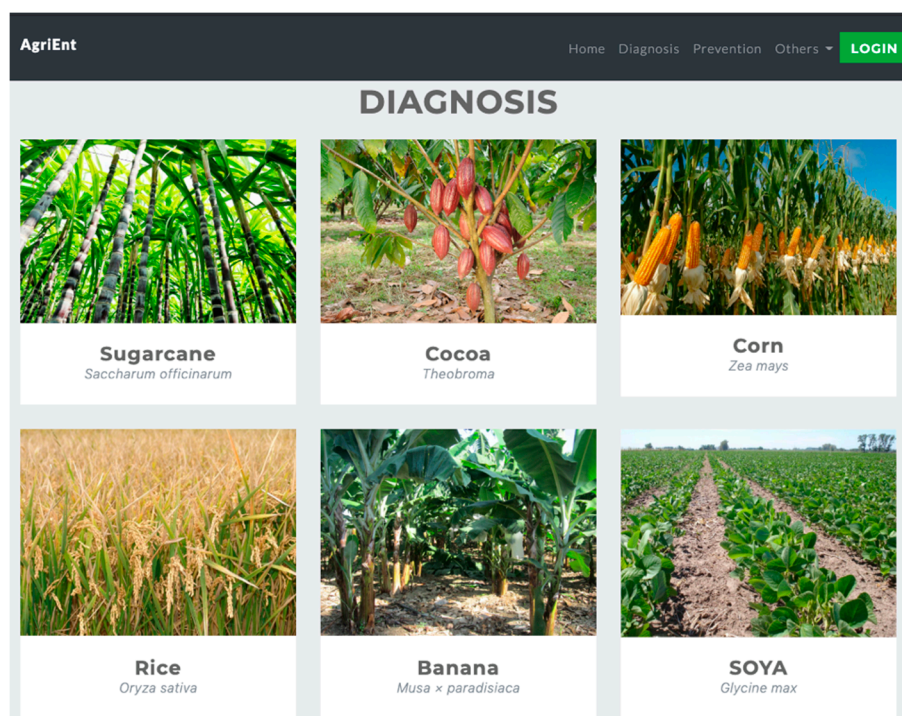 AgriEnt
Home Diagnosis Prevention Others LOGIN
DIAGNOSIS
Sugarcane
Saccharum officinarum
Cocoa
Theobroma
Corn
Zea mays
Rice
Oryza sativa
Banana
Musa × paradisiaca
SOYA
Glycine max